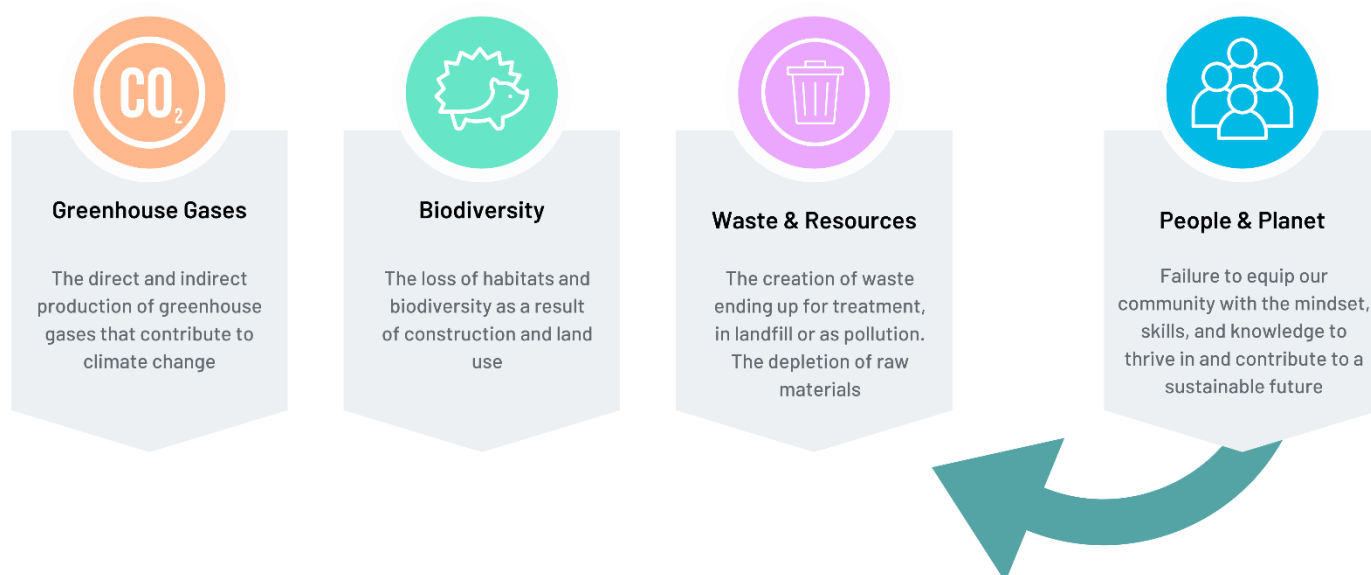 CO2
Greenhouse Gases
The direct and indirect
production of greenhouse
gases that contribute to
climate change
Biodiversity
The loss of habitats and
biodiversity as a result
of construction and land
use
Waste & Resources
The creation of waste
ending up for treatment,
in landfill or as pollution.
The depletion of raw
materials
People & Planet
Failure to equip our
community with the mindset,
skills, and knowledge to
thrive in and contribute to a
sustainable future